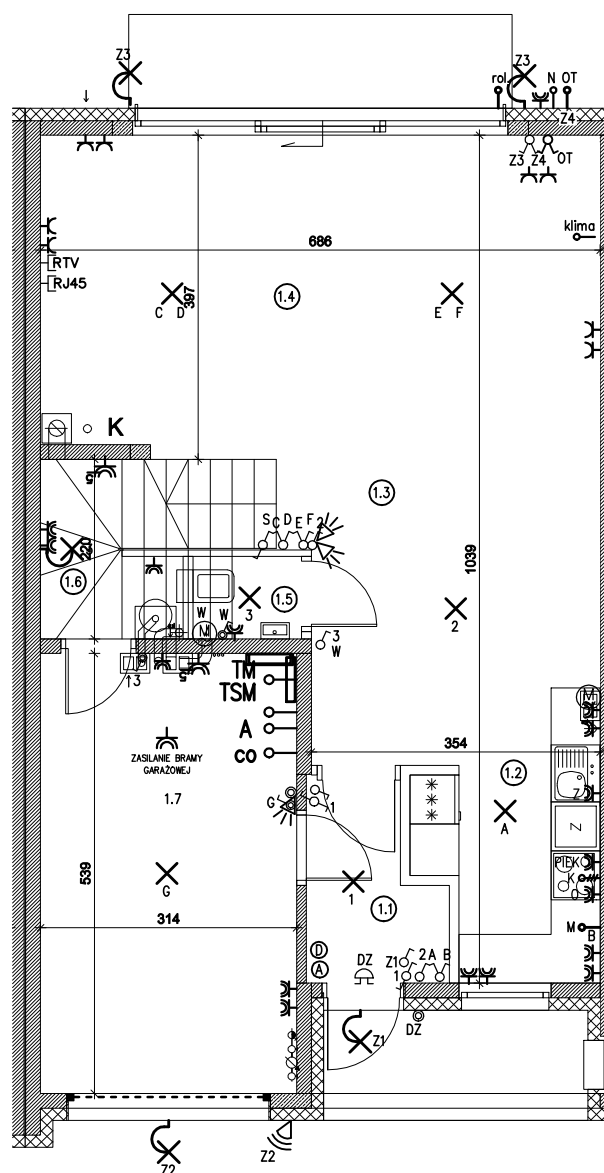 Z3
Z3
rol.
N OT
Z4
Z3 Z4 OT
klima
686
RTV
RJ45
C D
397
1.4
E F
K
1.3
S C D E F 2
220
1.6
1039
3
1.5
2
W W
M
3
W
3
TM
TSM
A
co
ZASILANIE BRAMY
GARAŻOWEJ
354
M
1.2
1.7
G
1
Z
Z
A
PIEK
K
O
539
G
1
314
1.1
M
B
D
A
DZ
Z1
2 A B
1
DZ
Z1
Z2
Z2